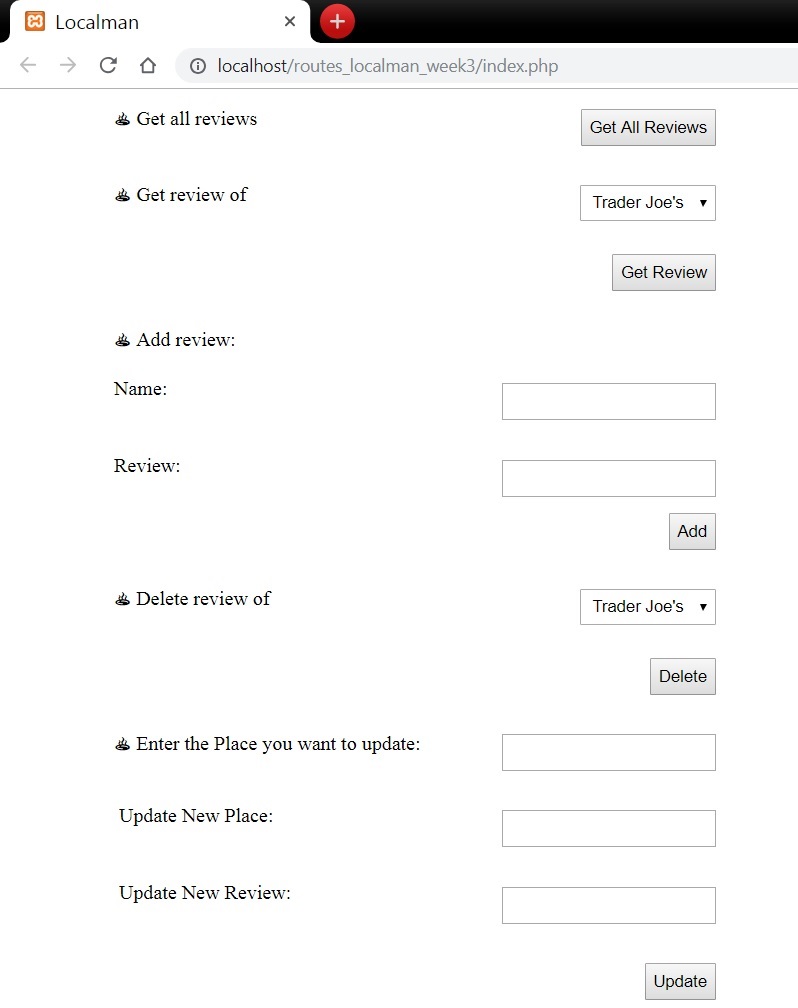 Localman
localhost/routes_localman_week3/index.php
♨ Get all reviews
Get All Reviews
♨ Get review of
Trader Joe's ▾
Get Review
♨ Add review:
Name:
Review:
Add
♨ Delete review of
Trader Joe's ▾
Delete
♨ Enter the Place you want to update:
Update New Place:
Update New Review:
Update